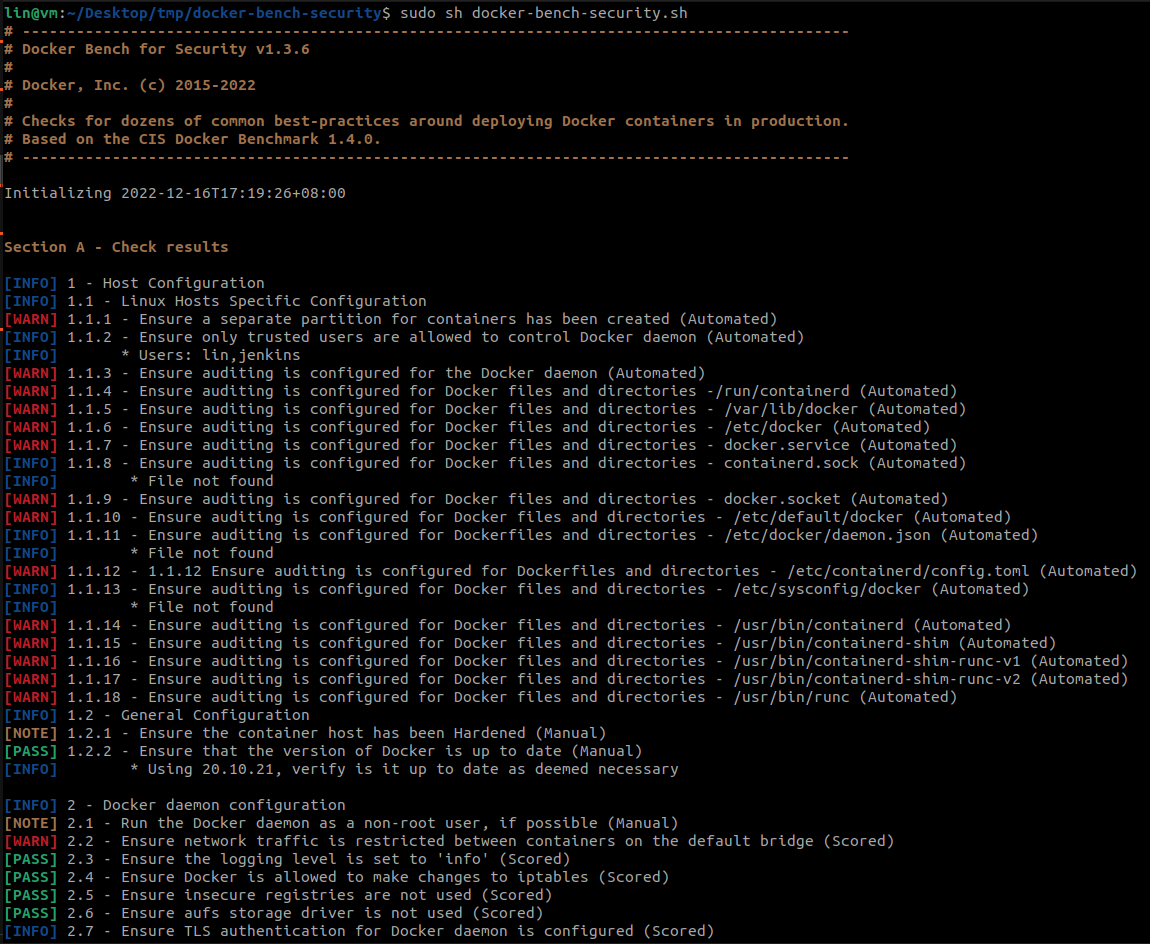 lin@vm:~/Desktop/tmp/docker-bench-security$ sudo sh docker-bench-security.sh
# --------------------------------------------------------------------------------------------
# Docker Bench for Security v1.3.6
#
# Docker, Inc. (c) 2015-2022
#
# Checks for dozens of common best-practices around deploying Docker containers in production.
# Based on the CIS Docker Benchmark 1.4.0.
# --------------------------------------------------------------------------------------------
Initializing 2022-12-16T17:19:26+08:00
Section A - Check results
[INFO] 1 - Host Configuration
[INFO] 1.1 - Linux Hosts Specific Configuration
[WARN] 1.1.1 - Ensure a separate partition for containers has been created (Automated)
[INFO] 1.1.2 - Ensure only trusted users are allowed to control Docker daemon (Automated)
[INFO]       * Users: lin,jenkins
[WARN] 1.1.3 - Ensure auditing is configured for the Docker daemon (Automated)
[WARN] 1.1.4 - Ensure auditing is configured for Docker files and directories -/run/containerd (Automated)
[WARN] 1.1.5 - Ensure auditing is configured for Docker files and directories - /var/lib/docker (Automated)
[WARN] 1.1.6 - Ensure auditing is configured for Docker files and directories - /etc/docker (Automated)
[WARN] 1.1.7 - Ensure auditing is configured for Docker files and directories - docker.service (Automated)
[INFO] 1.1.8 - Ensure auditing is configured for Docker files and directories - containerd.sock (Automated)
[INFO]        * File not found
[WARN] 1.1.9 - Ensure auditing is configured for Docker files and directories - docker.socket (Automated)
[WARN] 1.1.10 - Ensure auditing is configured for Docker files and directories - /etc/default/docker (Automated)
[INFO] 1.1.11 - Ensure auditing is configured for Dockerfiles and directories - /etc/docker/daemon.json (Automated)
[INFO]        * File not found
[WARN] 1.1.12 - 1.1.12 Ensure auditing is configured for Dockerfiles and directories - /etc/containerd/config.toml (Automated)
[INFO] 1.1.13 - Ensure auditing is configured for Docker files and directories - /etc/sysconfig/docker (Automated)
[INFO]        * File not found
[WARN] 1.1.14 - Ensure auditing is configured for Docker files and directories - /usr/bin/containerd (Automated)
[WARN] 1.1.15 - Ensure auditing is configured for Docker files and directories - /usr/bin/containerd-shim (Automated)
[WARN] 1.1.16 - Ensure auditing is configured for Docker files and directories - /usr/bin/containerd-shim-runc-v1 (Automated)
[WARN] 1.1.17 - Ensure auditing is configured for Docker files and directories - /usr/bin/containerd-shim-runc-v2 (Automated)
[WARN] 1.1.18 - Ensure auditing is configured for Docker files and directories - /usr/bin/runc (Automated)
[INFO] 1.2 - General Configuration
[NOTE] 1.2.1 - Ensure the container host has been Hardened (Manual)
[PASS] 1.2.2 - Ensure that the version of Docker is up to date (Manual)
[INFO]        * Using 20.10.21, verify is it up to date as deemed necessary
[INFO] 2 - Docker daemon configuration
[NOTE] 2.1 - Run the Docker daemon as a non-root user, if possible (Manual)
[WARN] 2.2 - Ensure network traffic is restricted between containers on the default bridge (Scored)
[PASS] 2.3 - Ensure the logging level is set to 'info' (Scored)
[PASS] 2.4 - Ensure Docker is allowed to make changes to iptables (Scored)
[PASS] 2.5 - Ensure insecure registries are not used (Scored)
[PASS] 2.6 - Ensure aufs storage driver is not used (Scored)
[INFO] 2.7 - Ensure TLS authentication for Docker daemon is configured (Scored)